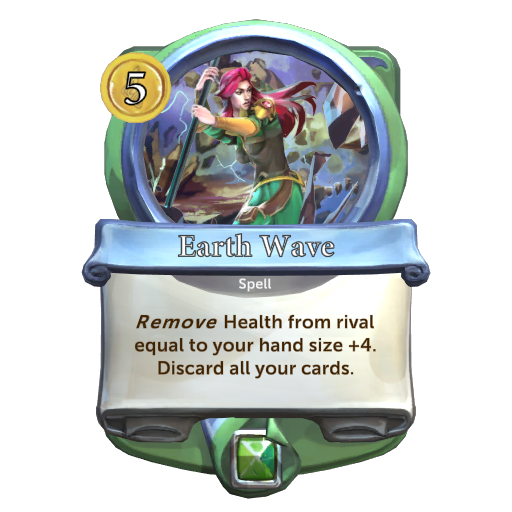 5
Earth Wave
Spell
Remove Health from rival
equal to your hand size +4.
Discard all your cards.